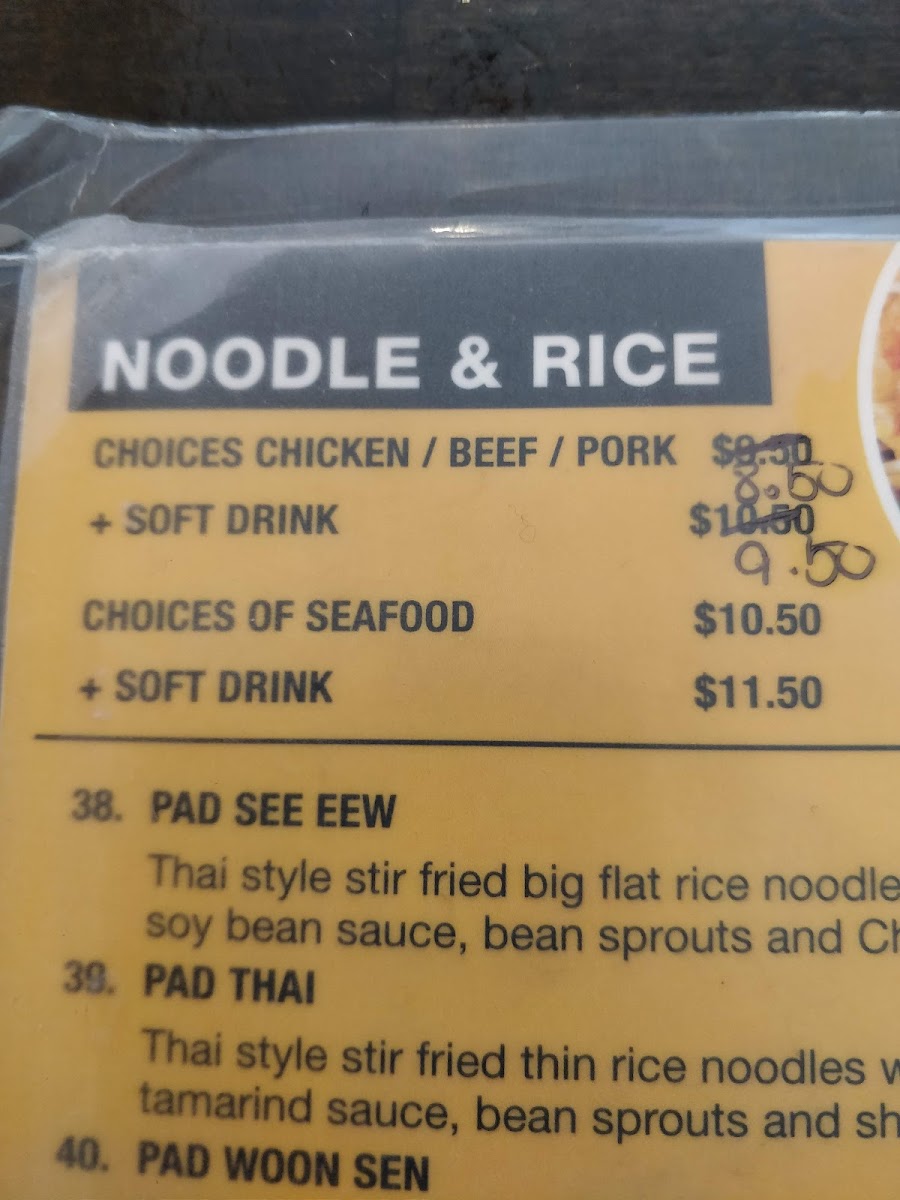 NOODLE & RICE
CHOICES CHICKEN / BEEF / PORK $9.50
8.50
+ SOFT DRINK $10.50
9.50
CHOICES OF SEAFOOD $10.50
+ SOFT DRINK $11.50
38. PAD SEE EEW
Thai style stir fried big flat rice noodle
soy bean sauce, bean sprouts and Ch
39. PAD THAI
Thai style stir fried thin rice noodles w
tamarind sauce, bean sprouts and sh
40. PAD WOON SEN